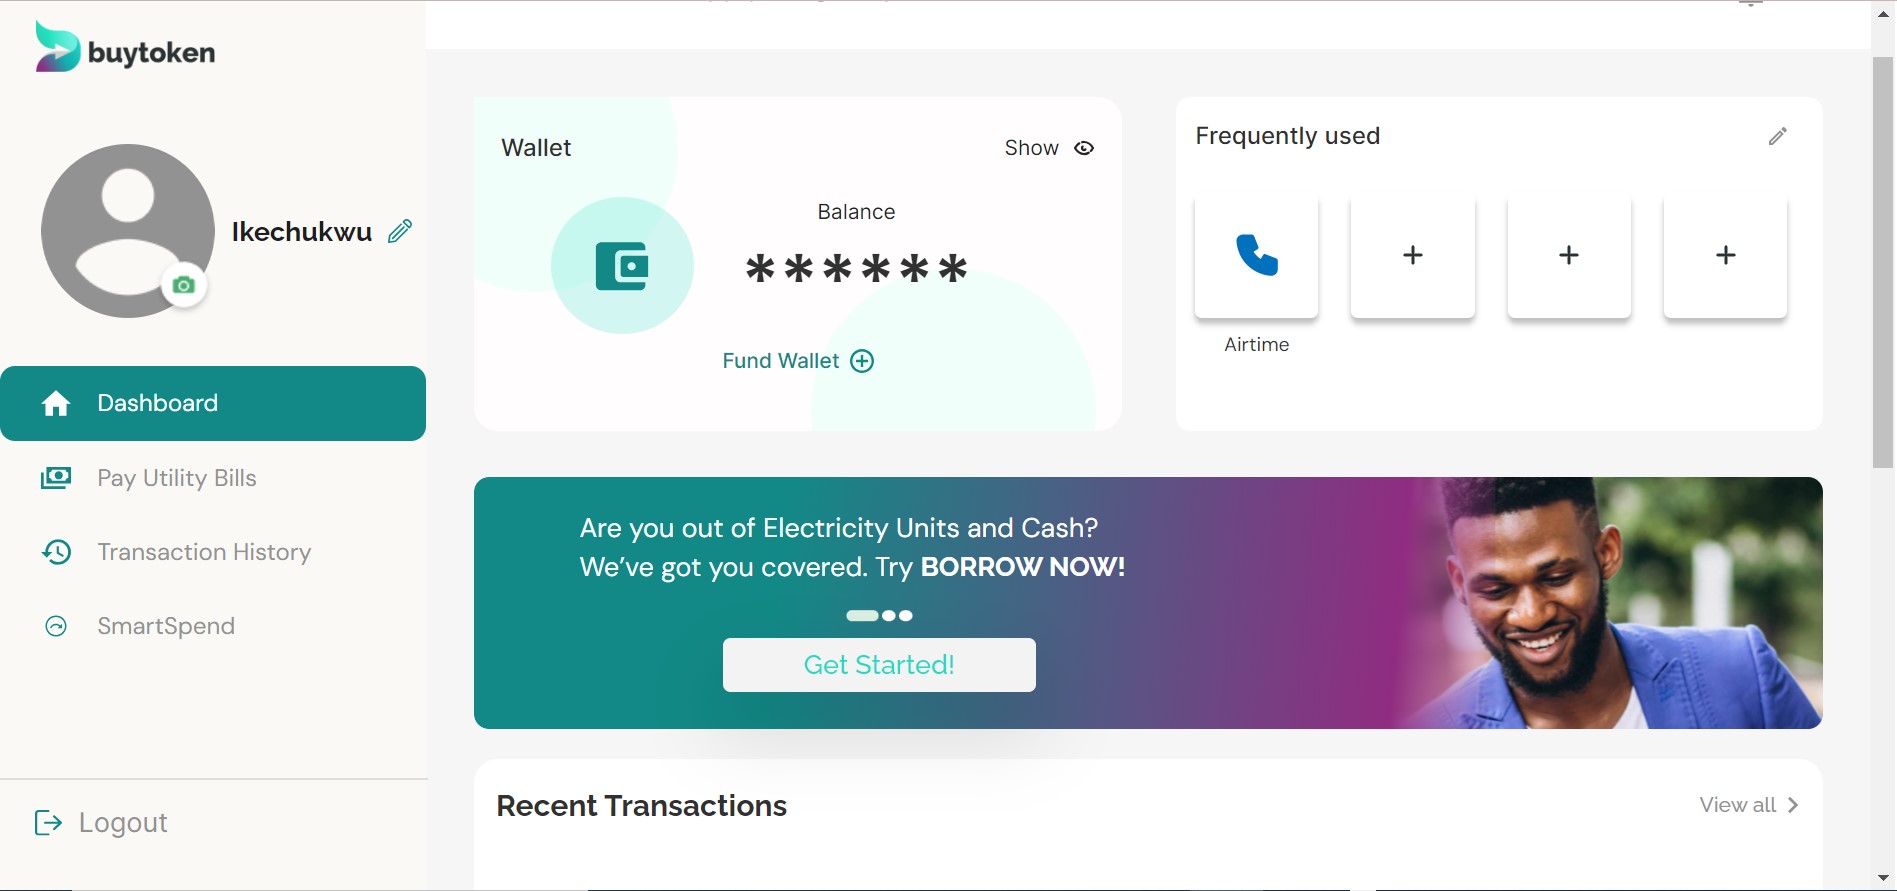 buytoken
Ikechukwu
Dashboard
Pay Utility Bills
Transaction History
SmartSpend
Logout
Wallet
Show
Balance
******
Fund Wallet
Frequently used
+
+
+
Airtime
Are you out of Electricity Units and Cash?
We’ve got you covered. Try BORROW NOW!
Get Started!
Recent Transactions
View all